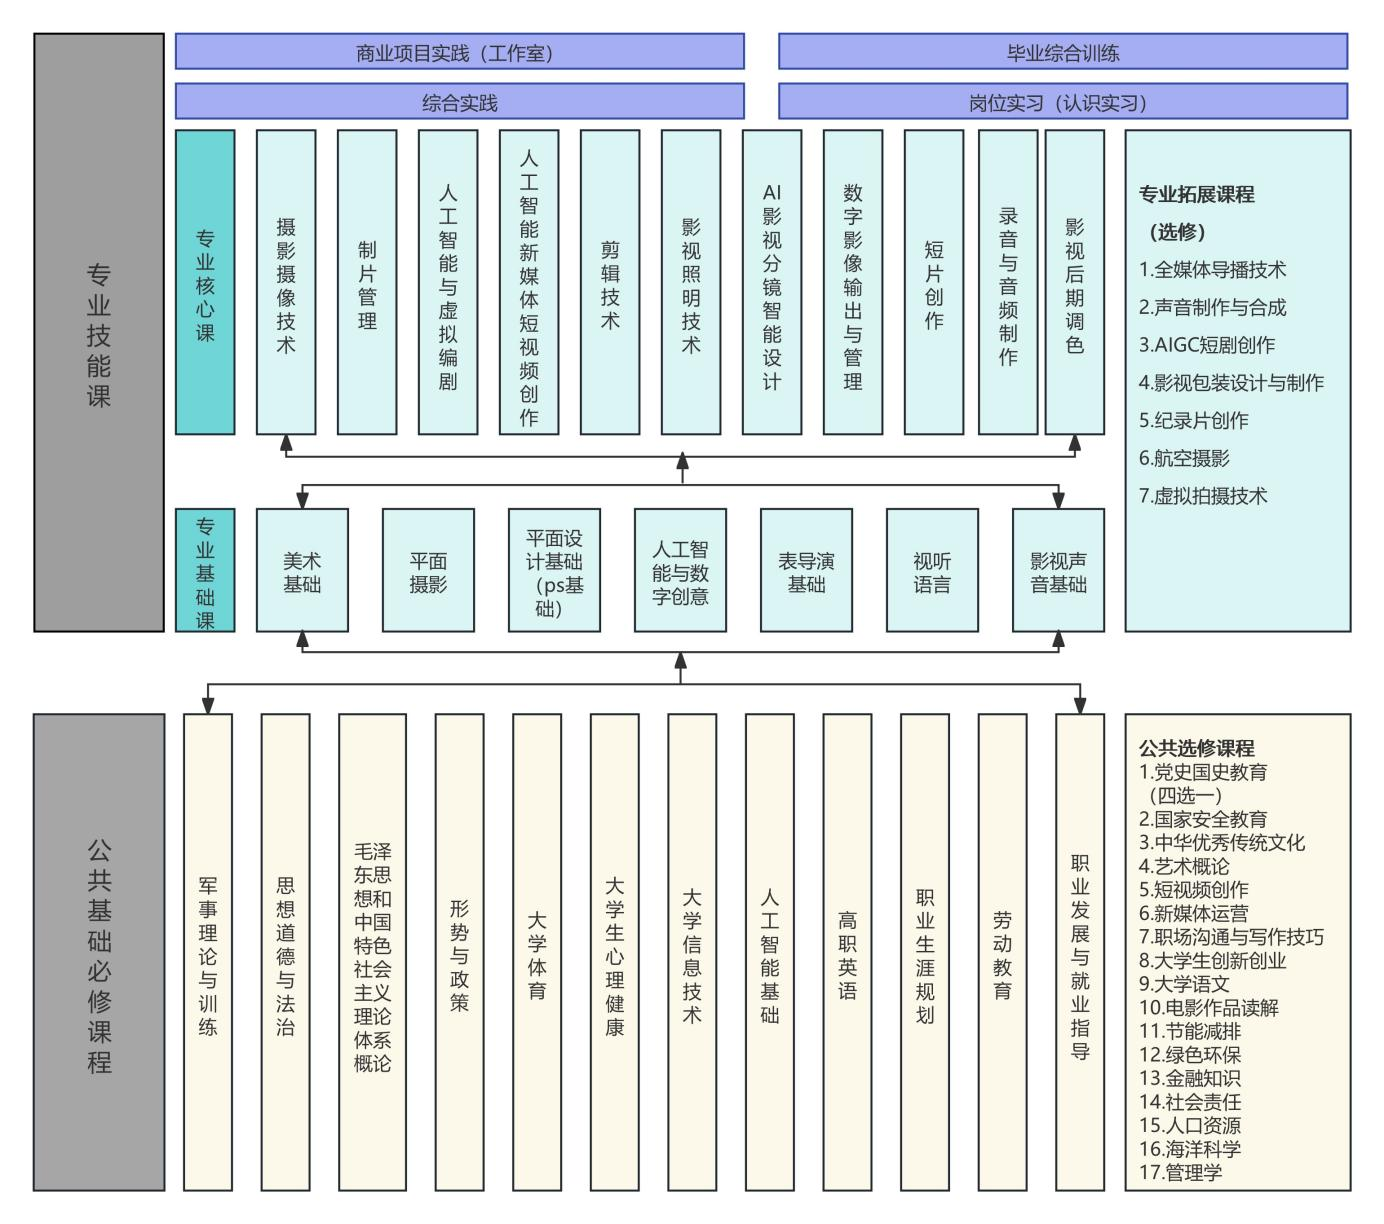 商业项目实践（工作室）
毕业综合训练
综合实践
岗位实习（认识实习）
专业技能课
专业核心课
摄影摄像技术
制片管理
人工智能与虚拟编剧
人工智能新媒体短视频创作
剪辑技术
影视照明技术
AI影视分镜智能设计
数字影像输出与管理
短片创作
录音与音频制作
影视后期调色
专业拓展课程
（选修）
1.全媒体导播技术
2.声音制作与合成
3.AIGC短剧创作
4.影视包装设计与制作
5.纪录片创作
6.航空摄影
7.虚拟拍摄技术
专业基础课
美术
基础
平面
摄影
平面设
计基础
（ps基
础）
人工智
能与数
字创意
表导演
基础
视听
语言
影视声
音基础
公共基础必修课程
军事理论与训练
思想道德与法治
毛泽
东思
想和
中国
特色
社会
主义
理论
体系
概论
形势与政策
大学体育
大学生心理健康
大学信息技术
人工智能基础
高职英语
职业生涯规划
劳动教育
职业发展与就业指导
公共选修课程
1.党史国史教育
（四选一）
2.国家安全教育
3.中华优秀传统文化
4.艺术概论
5.短视频创作
6.新媒体运营
7.职场沟通与写作技巧
8.大学生创新创业
9.大学语文
10.电影作品读解
11.节能减排
12.绿色环保
13.金融知识
14.社会责任
15.人口资源
16.海洋科学
17.管理学